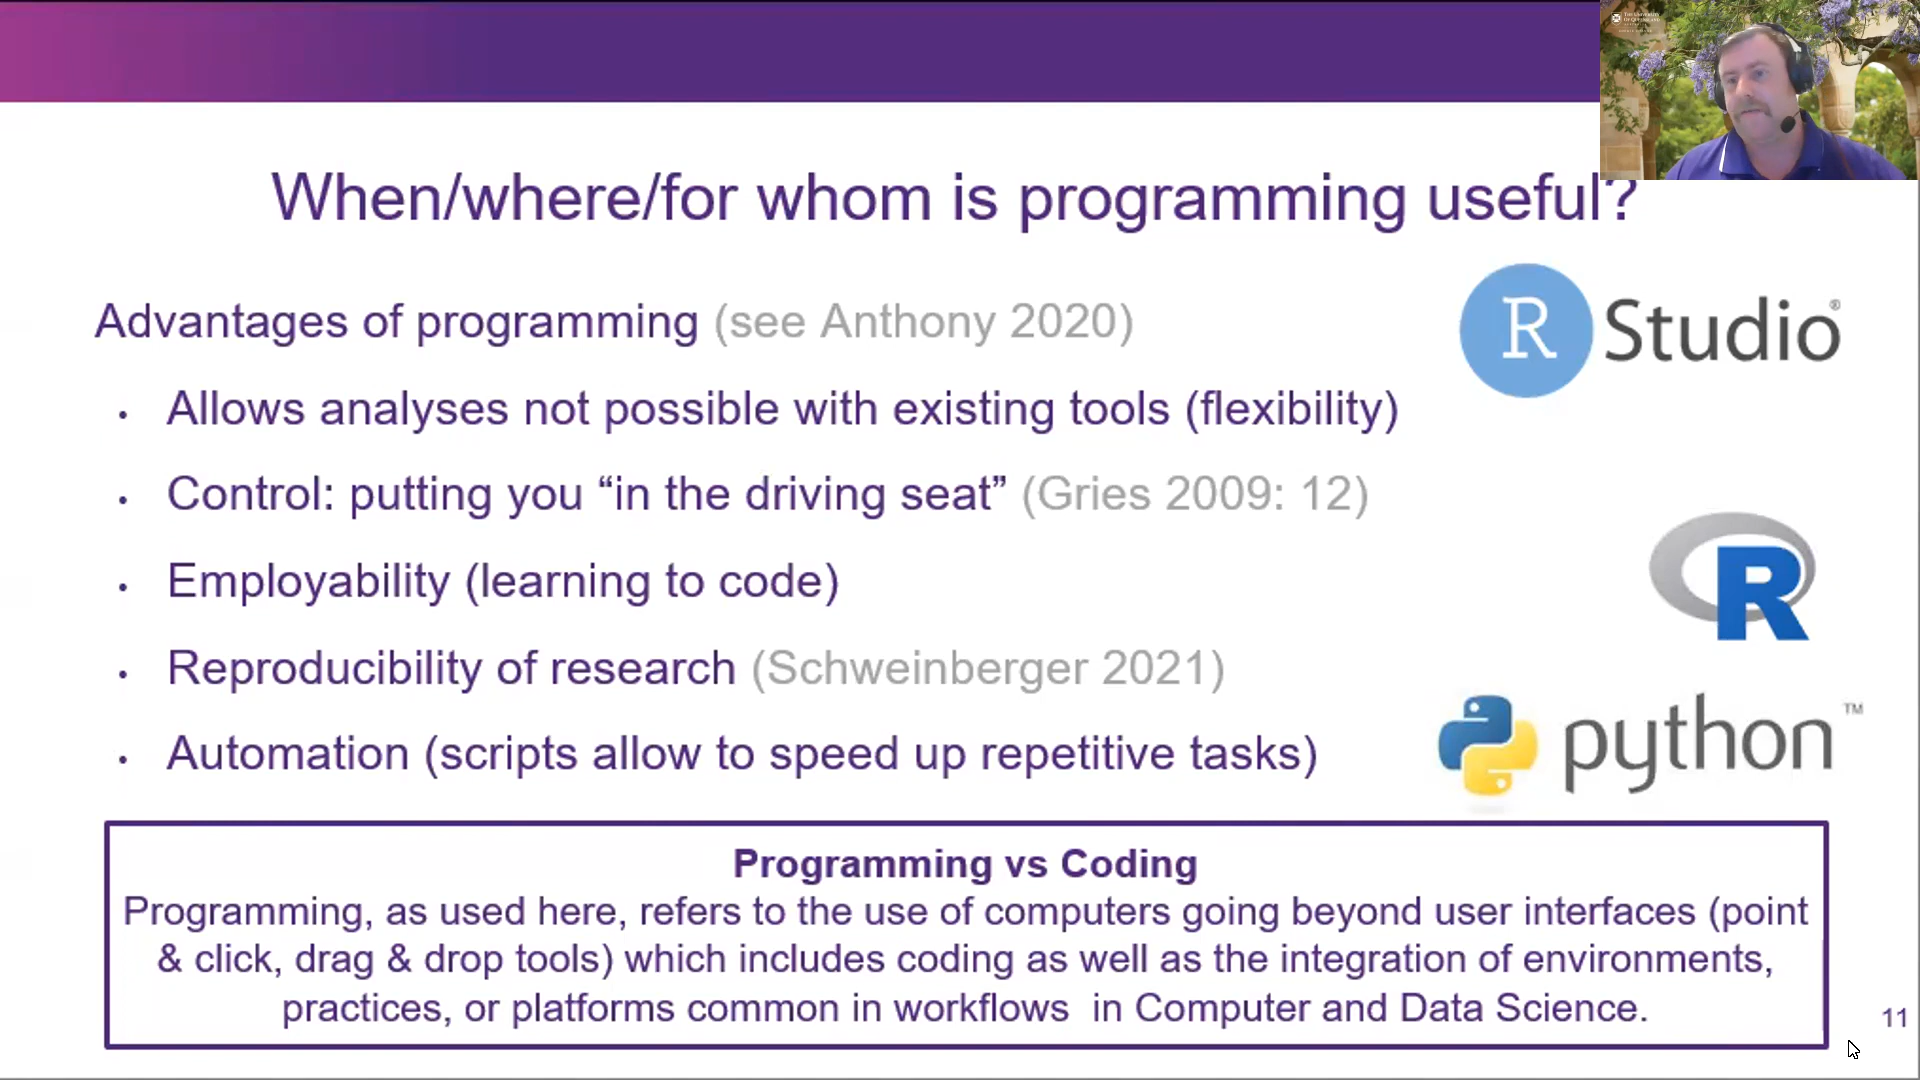 THE UNIVERSITY
OF QUEENSLAND
When/where/for whom is programming useful?
Advantages of programming (see Anthony 2020)
R Studio®
• Allows analyses not possible with existing tools (flexibility)
• Control: putting you “in the driving seat” (Gries 2009: 12)
• Employability (learning to code)
R
• Reproducibility of research (Schweinberger 2021)
• Automation (scripts allow to speed up repetitive tasks)
python™
Programming vs Coding
Programming, as used here, refers to the use of computers going beyond user interfaces (point
& click, drag & drop tools) which includes coding as well as the integration of environments,
practices, or platforms common in workflows in Computer and Data Science.
11